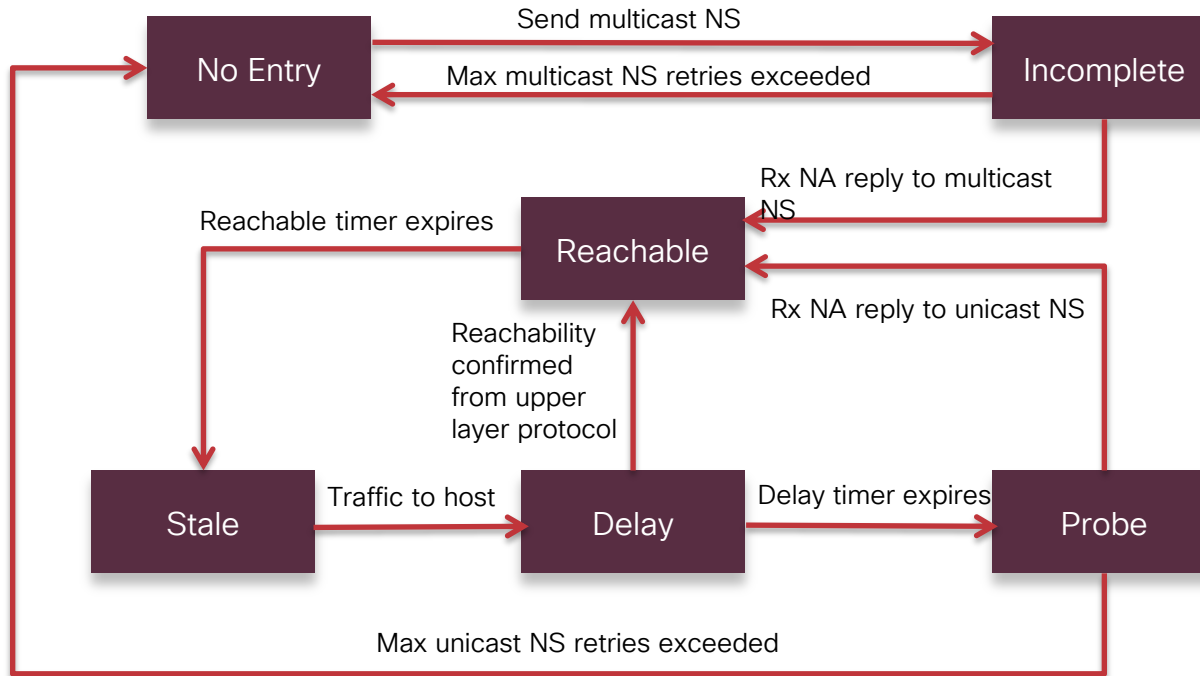 Send multicast NS
No Entry
Incomplete
Max multicast NS retries exceeded
Rx NA reply to multicast
NS
Reachable timer expires
Reachable
Rx NA reply to unicast NS
Reachability
confirmed
from upper
layer protocol
Stale
Traffic to host
Delay
Delay timer expires
Probe
Max unicast NS retries exceeded